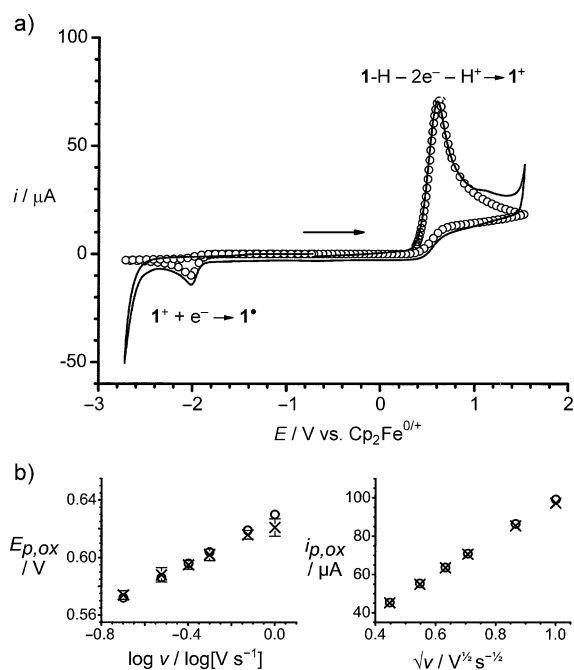 a)
100
1-H – 2e⁻ – H⁺ → 1⁺
50
i / μA
0
1⁺ + e⁻ → 1•
-50
–3 –2 –1 0 1 2
E / V vs. Cp₂Fe⁰/⁺
b)
0.64
Eₚ,ₒₓ
/ V
0.60
0.56
-0.8 -0.4 0.0
log v / log[V s⁻¹]
100
iₚ,ₒₓ
/ μA
80
60
40
0.4 0.6 0.8 1.0
√v / V½ s⁻½